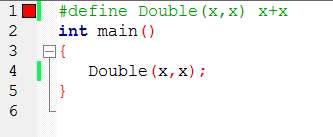 1 #define Double(x,x) x+x
2 int main()
3 {
4 Double(x,x);
5 }
6